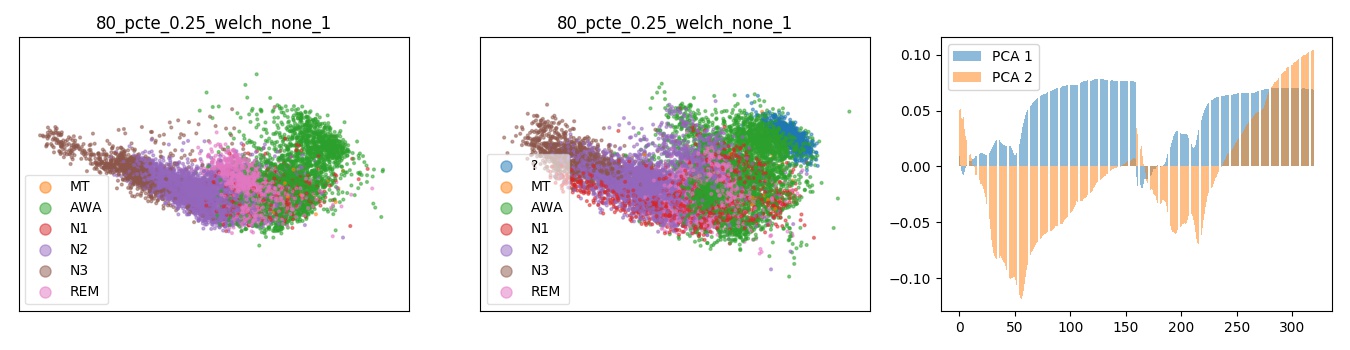 80_pcte_0.25_welch_none_1
MT
AWA
N1
N2
N3
REM
80_pcte_0.25_welch_none_1
?
MT
AWA
N1
N2
N3
REM
PCA 1
PCA 2
0.10
0.05
0.00
−0.05
−0.10
0 50 100 150 200 250 300